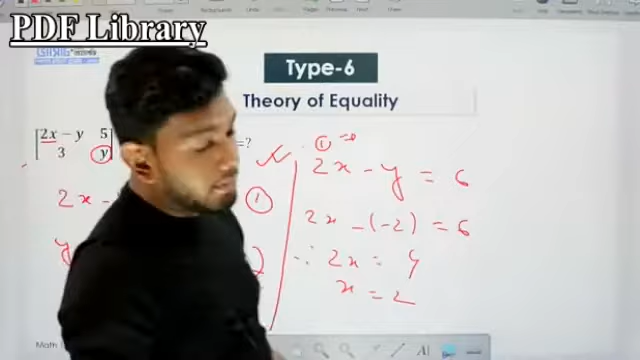 PDF Library
Type-6
Theory of Equality
2x - y 5
3 y
=?
① ⇒
2x - y = 6
2x -
①
2x - (-2) = 6
y
∴ 2x = 4
x = 2
Math